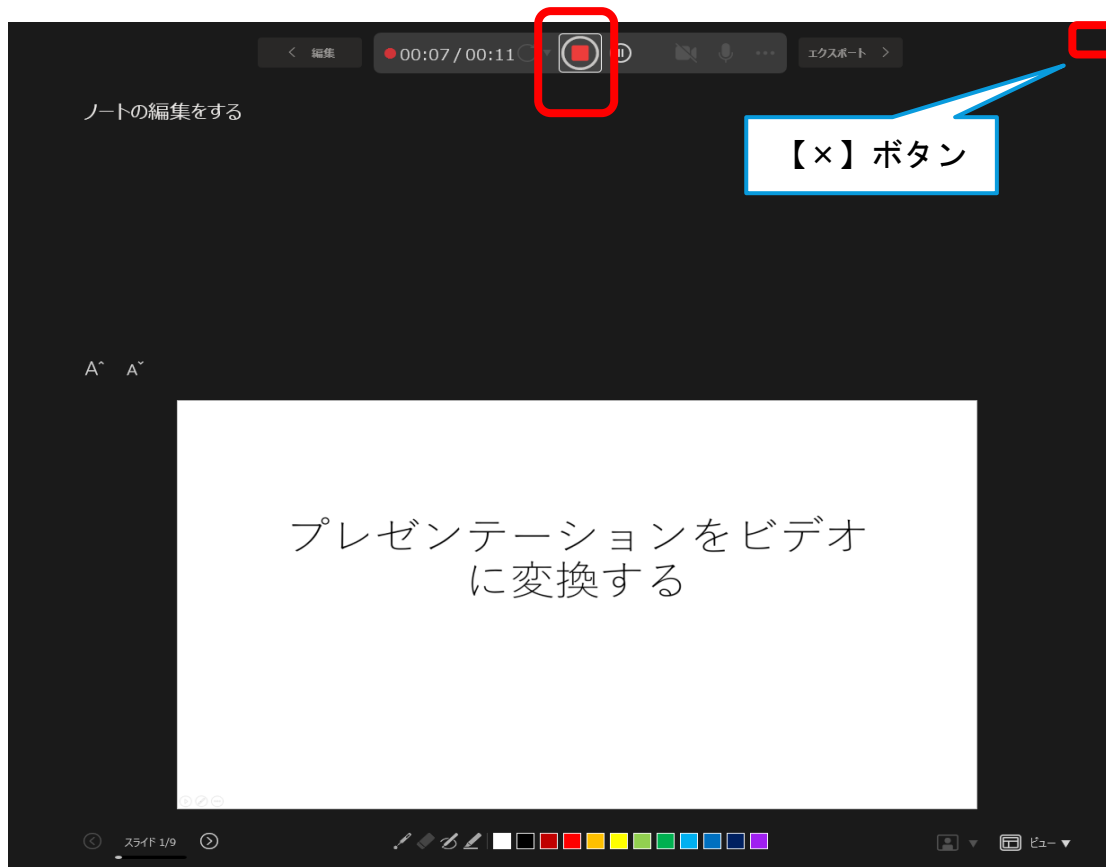 編集
00:07/00:11
エクスポート
ノートの編集をする
【×】ボタン
A A
プレゼンテーションをビデオ
に変換する
スライド 1/9
ビュー